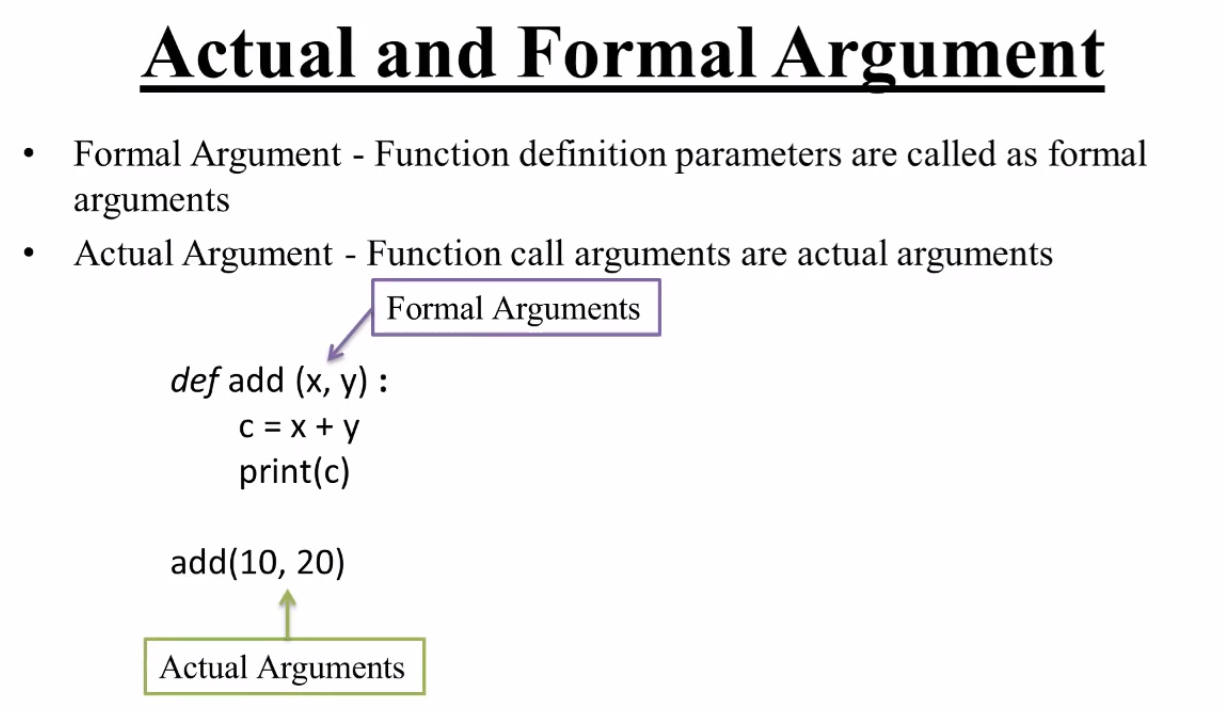 Actual and Formal Argument
• Formal Argument - Function definition parameters are called as formal
arguments
• Actual Argument - Function call arguments are actual arguments
Formal Arguments
def add (x, y) :
c = x + y
print(c)
add(10, 20)
Actual Arguments